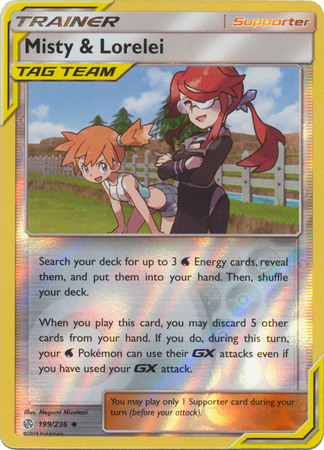 TRAINER Supporter
Misty & Lorelei
TAG TEAM
Search your deck for up to 3 Energy cards, reveal
them, and put them into your hand. Then, shuffle
your deck.
When you play this card, you may discard 5
other cards from your hand. If you do, during this turn,
your Pokémon can use their GX attacks even if
you have used your GX attack.
Illus. Megumi Mizutani
199/236
©2019 Pokémon
You may play only 1 Supporter card during your
turn (before your attack).